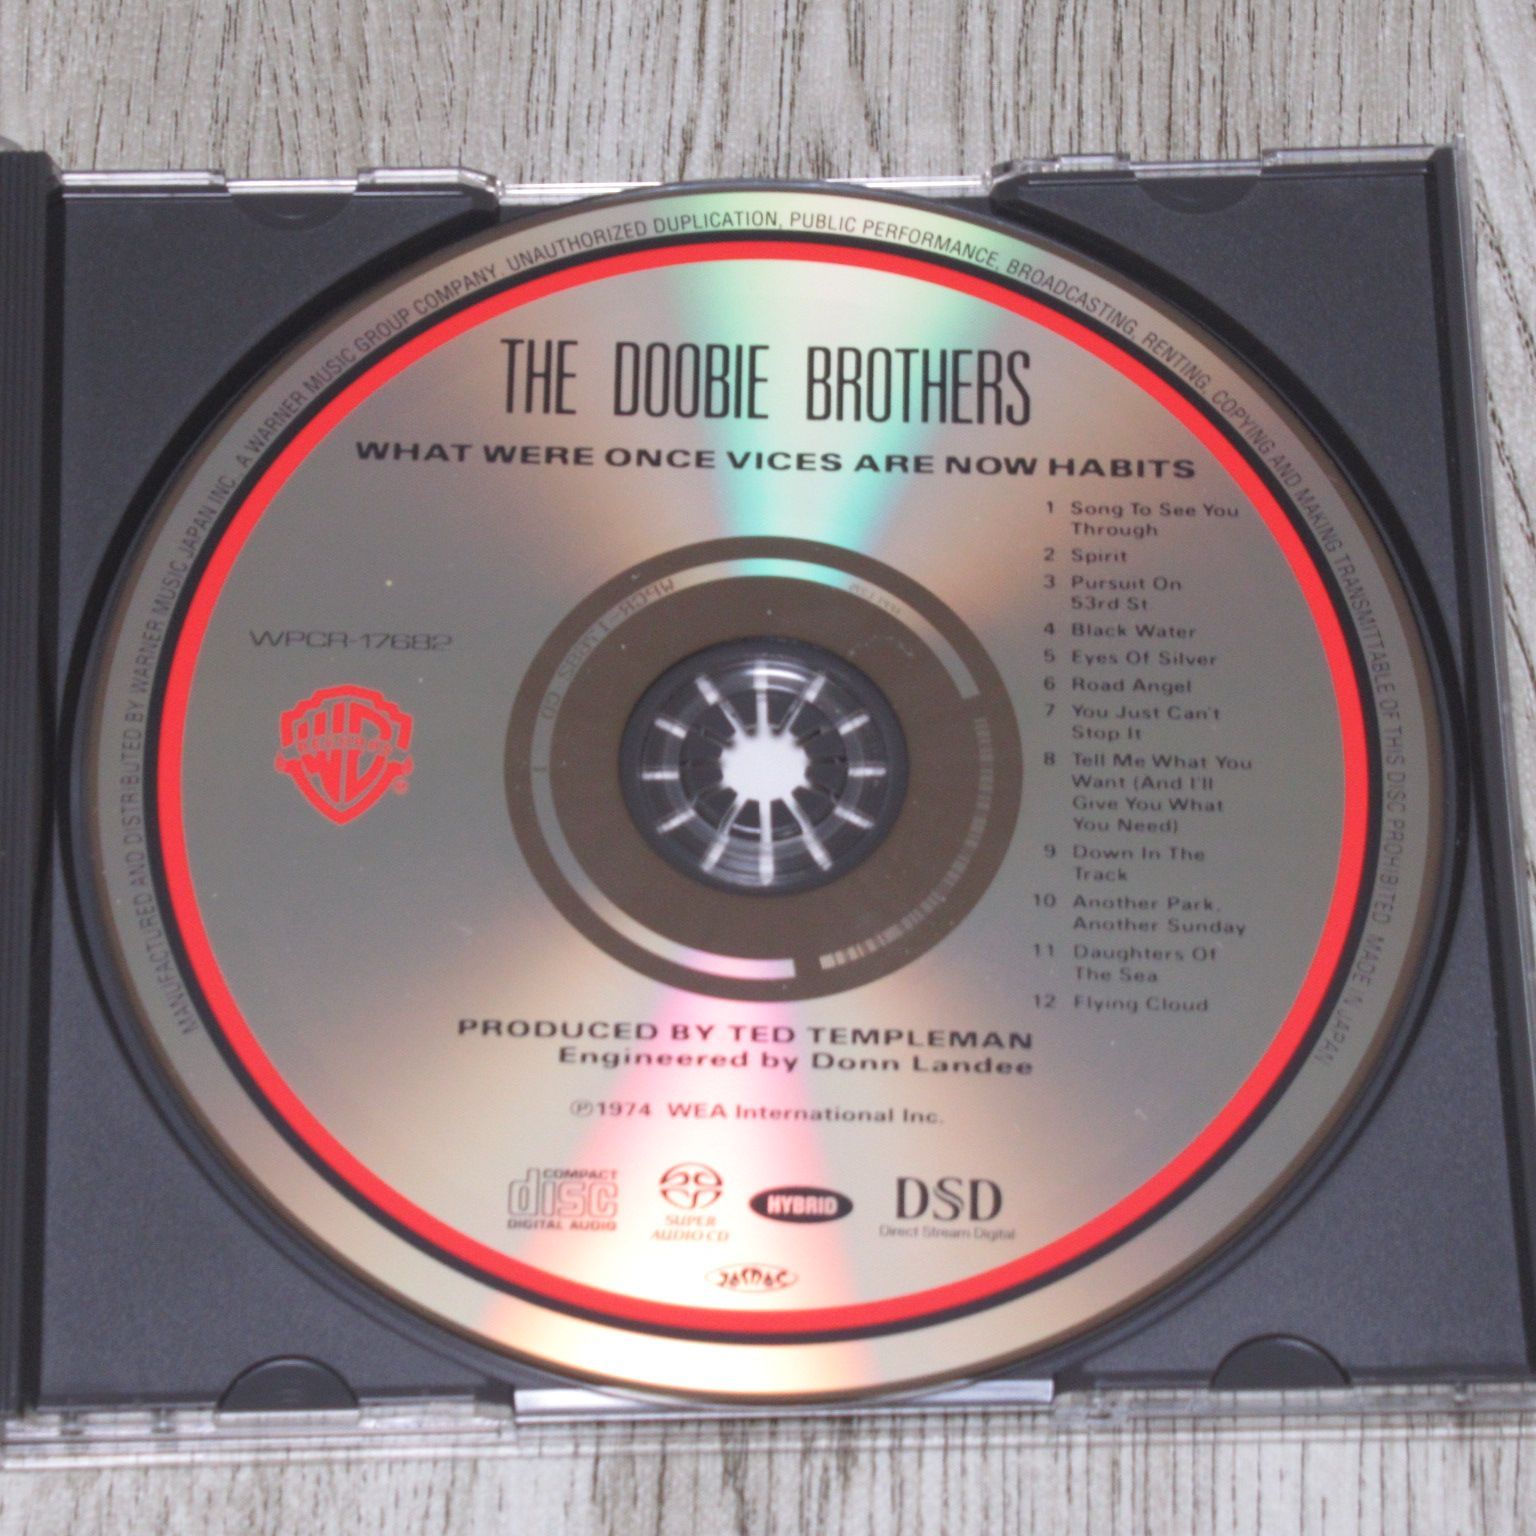 MANUFACTURED AND DISTRIBUTED BY WARNER MUSIC JAPAN INC. A WARNER MUSIC GROUP COMPANY UNAUTHORIZED DUPLICATION, PUBLIC PERFORMANCE, BROADCASTING, RENTING, COPYING AND MAKING TRANSMITTABLE OF THIS DISC PROHIBITED MADE IN JAPAN
THE DOOBIE BROTHERS
WHAT WERE ONCE VICES ARE NOW HABITS
1 Song To See You
Through
2 Spirit
3 Pursuit On
53rd St
4 Black Water
5 Eyes Of Silver
6 Road Angel
7 You Just Can't
Stop It
8 Tell Me What You
Want (And I'll
Give You What
You Need)
9 Down In The
Track
10 Another Park,
Another Sunday
11 Daughters Of
The Sea
12 Flying Cloud
WPCR-17682
PRODUCED BY TED TEMPLEMAN
Engineered by Donn Landee
℗1974 WEA International Inc.
COMPACT
disc
DIGITAL AUDIO
SUPER
AUDIO CD
HYBRID
DSD
Direct Stream Digital
JASRAC